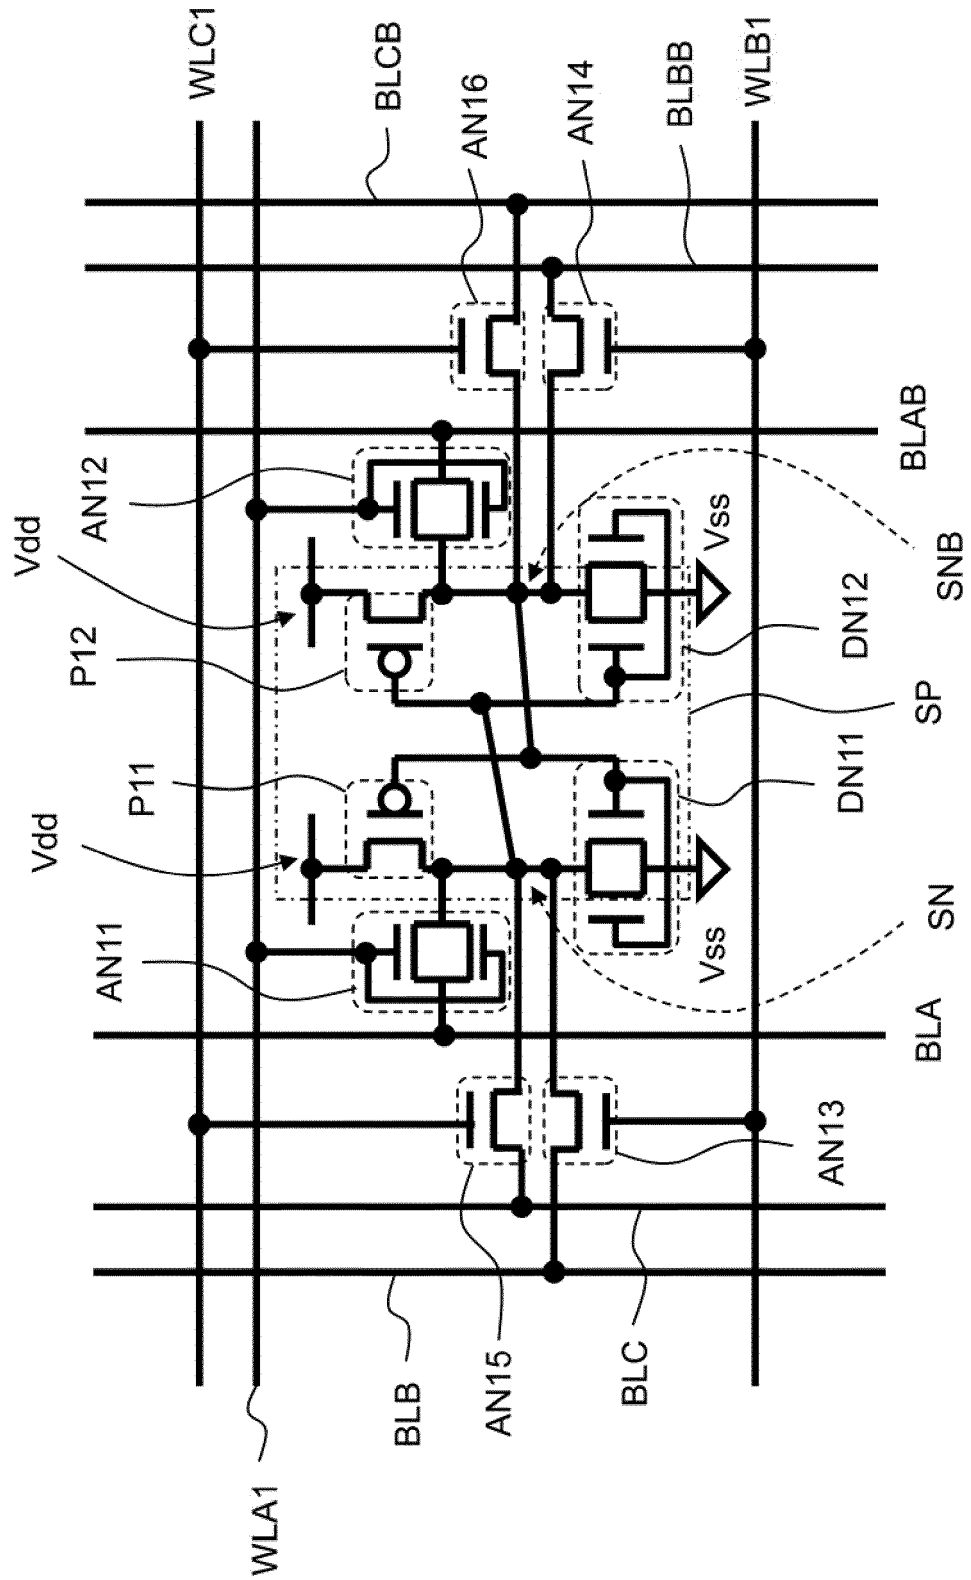 WLC1
WLA1
BLCB
AN16
AN14
BLBB
WLB1
BLAB
AN12
Vdd
P12
Vss
SNB
DN12
SP
P11
DN11
Vdd
AN11
Vss
SN
BLA
AN13
BLB
AN15
BLC